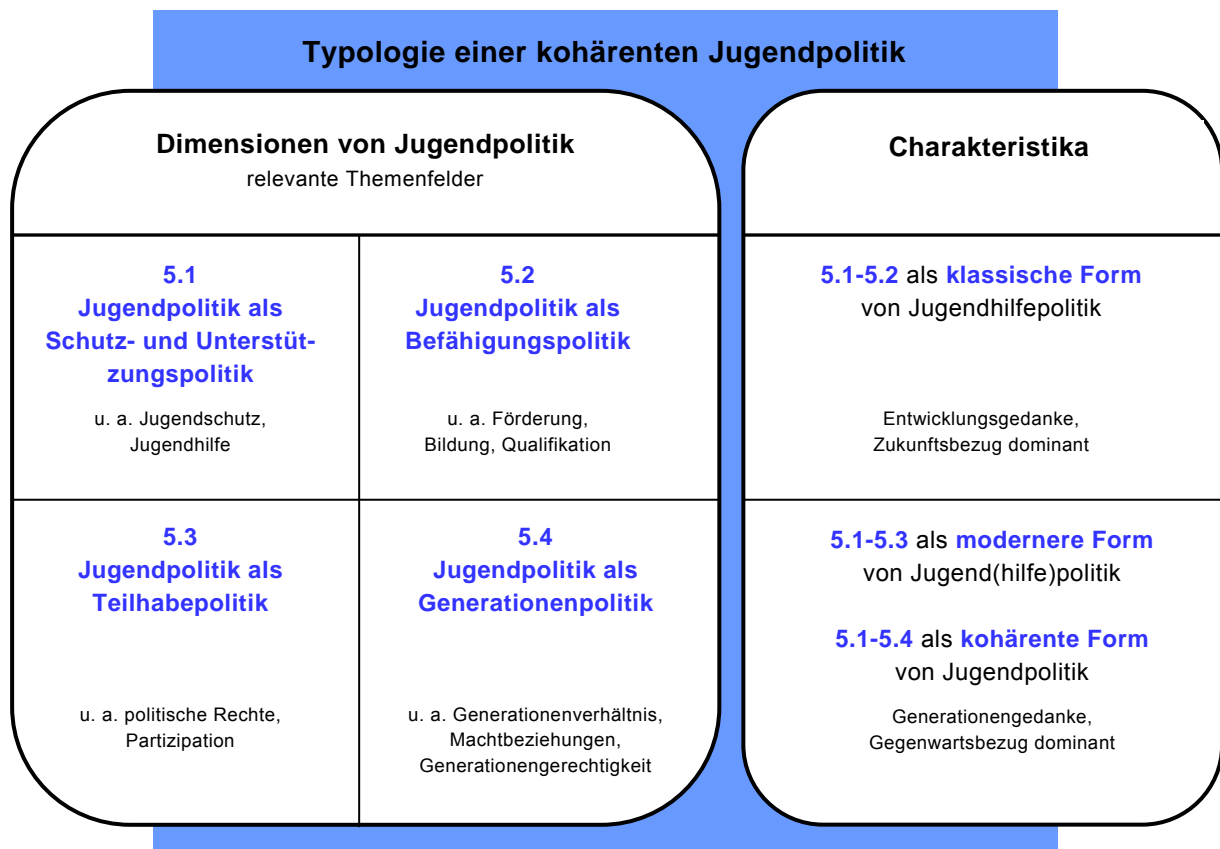 Typologie einer kohärenten Jugendpolitik
Dimensionen von Jugendpolitik
relevante Themenfelder
Charakteristika
5.1
Jugendpolitik als
Schutz- und Unterstüt-
zungspolitik
u. a. Jugendschutz,
Jugendhilfe
5.2
Jugendpolitik als
Befähigungspolitik
u. a. Förderung,
Bildung, Qualifikation
5.1-5.2 als klassische Form
von Jugendhilfepolitik
Entwicklungsgedanke,
Zukunftsbezug dominant
5.3
Jugendpolitik als
Teilhabepolitik
u. a. politische Rechte,
Partizipation
5.4
Jugendpolitik als
Generationenpolitik
u. a. Generationenverhältnis,
Machtbeziehungen,
Generationengerechtigkeit
5.1-5.3 als modernere Form
von Jugend(hilfe)politik
5.1-5.4 als kohärente Form
von Jugendpolitik
Generationengedanke,
Gegenwartsbezug dominant